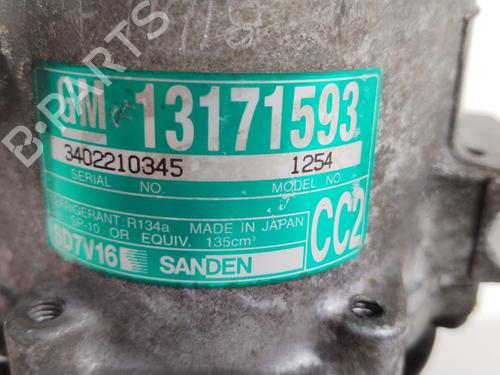 GM 13171593
3402210345 1254
SERIAL NO. MODEL NO.
REFRIGERANT:R134a MADE IN JAPAN
SP-10 OR EQUIV. 135cm³
SD7V16 SANDEN CC2
B-PARTS